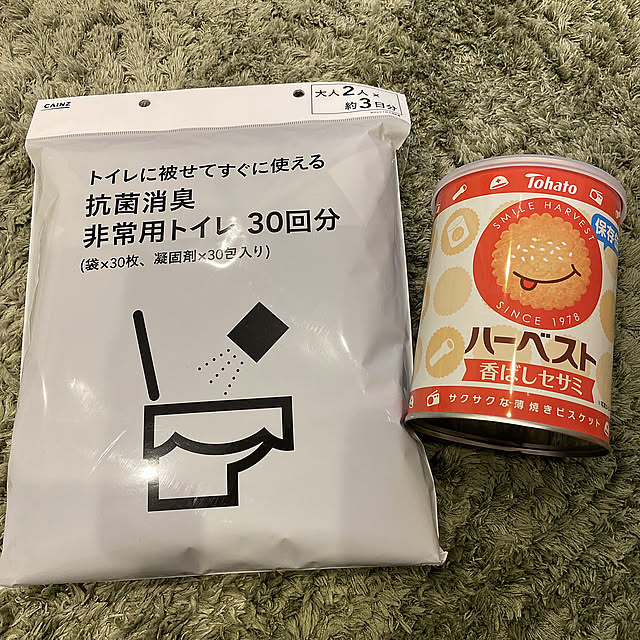 CAINZ
大人2人×
約3日分
トイレに被せてすぐに使える
抗菌消臭
非常用トイレ 30回分
(袋×30枚、凝固剤×30包入り)
Tohato
SMILE HARVEST
SINCE 1978
保存
ハーベスト
香ばしセサミ
サクサクな薄焼きビスケット